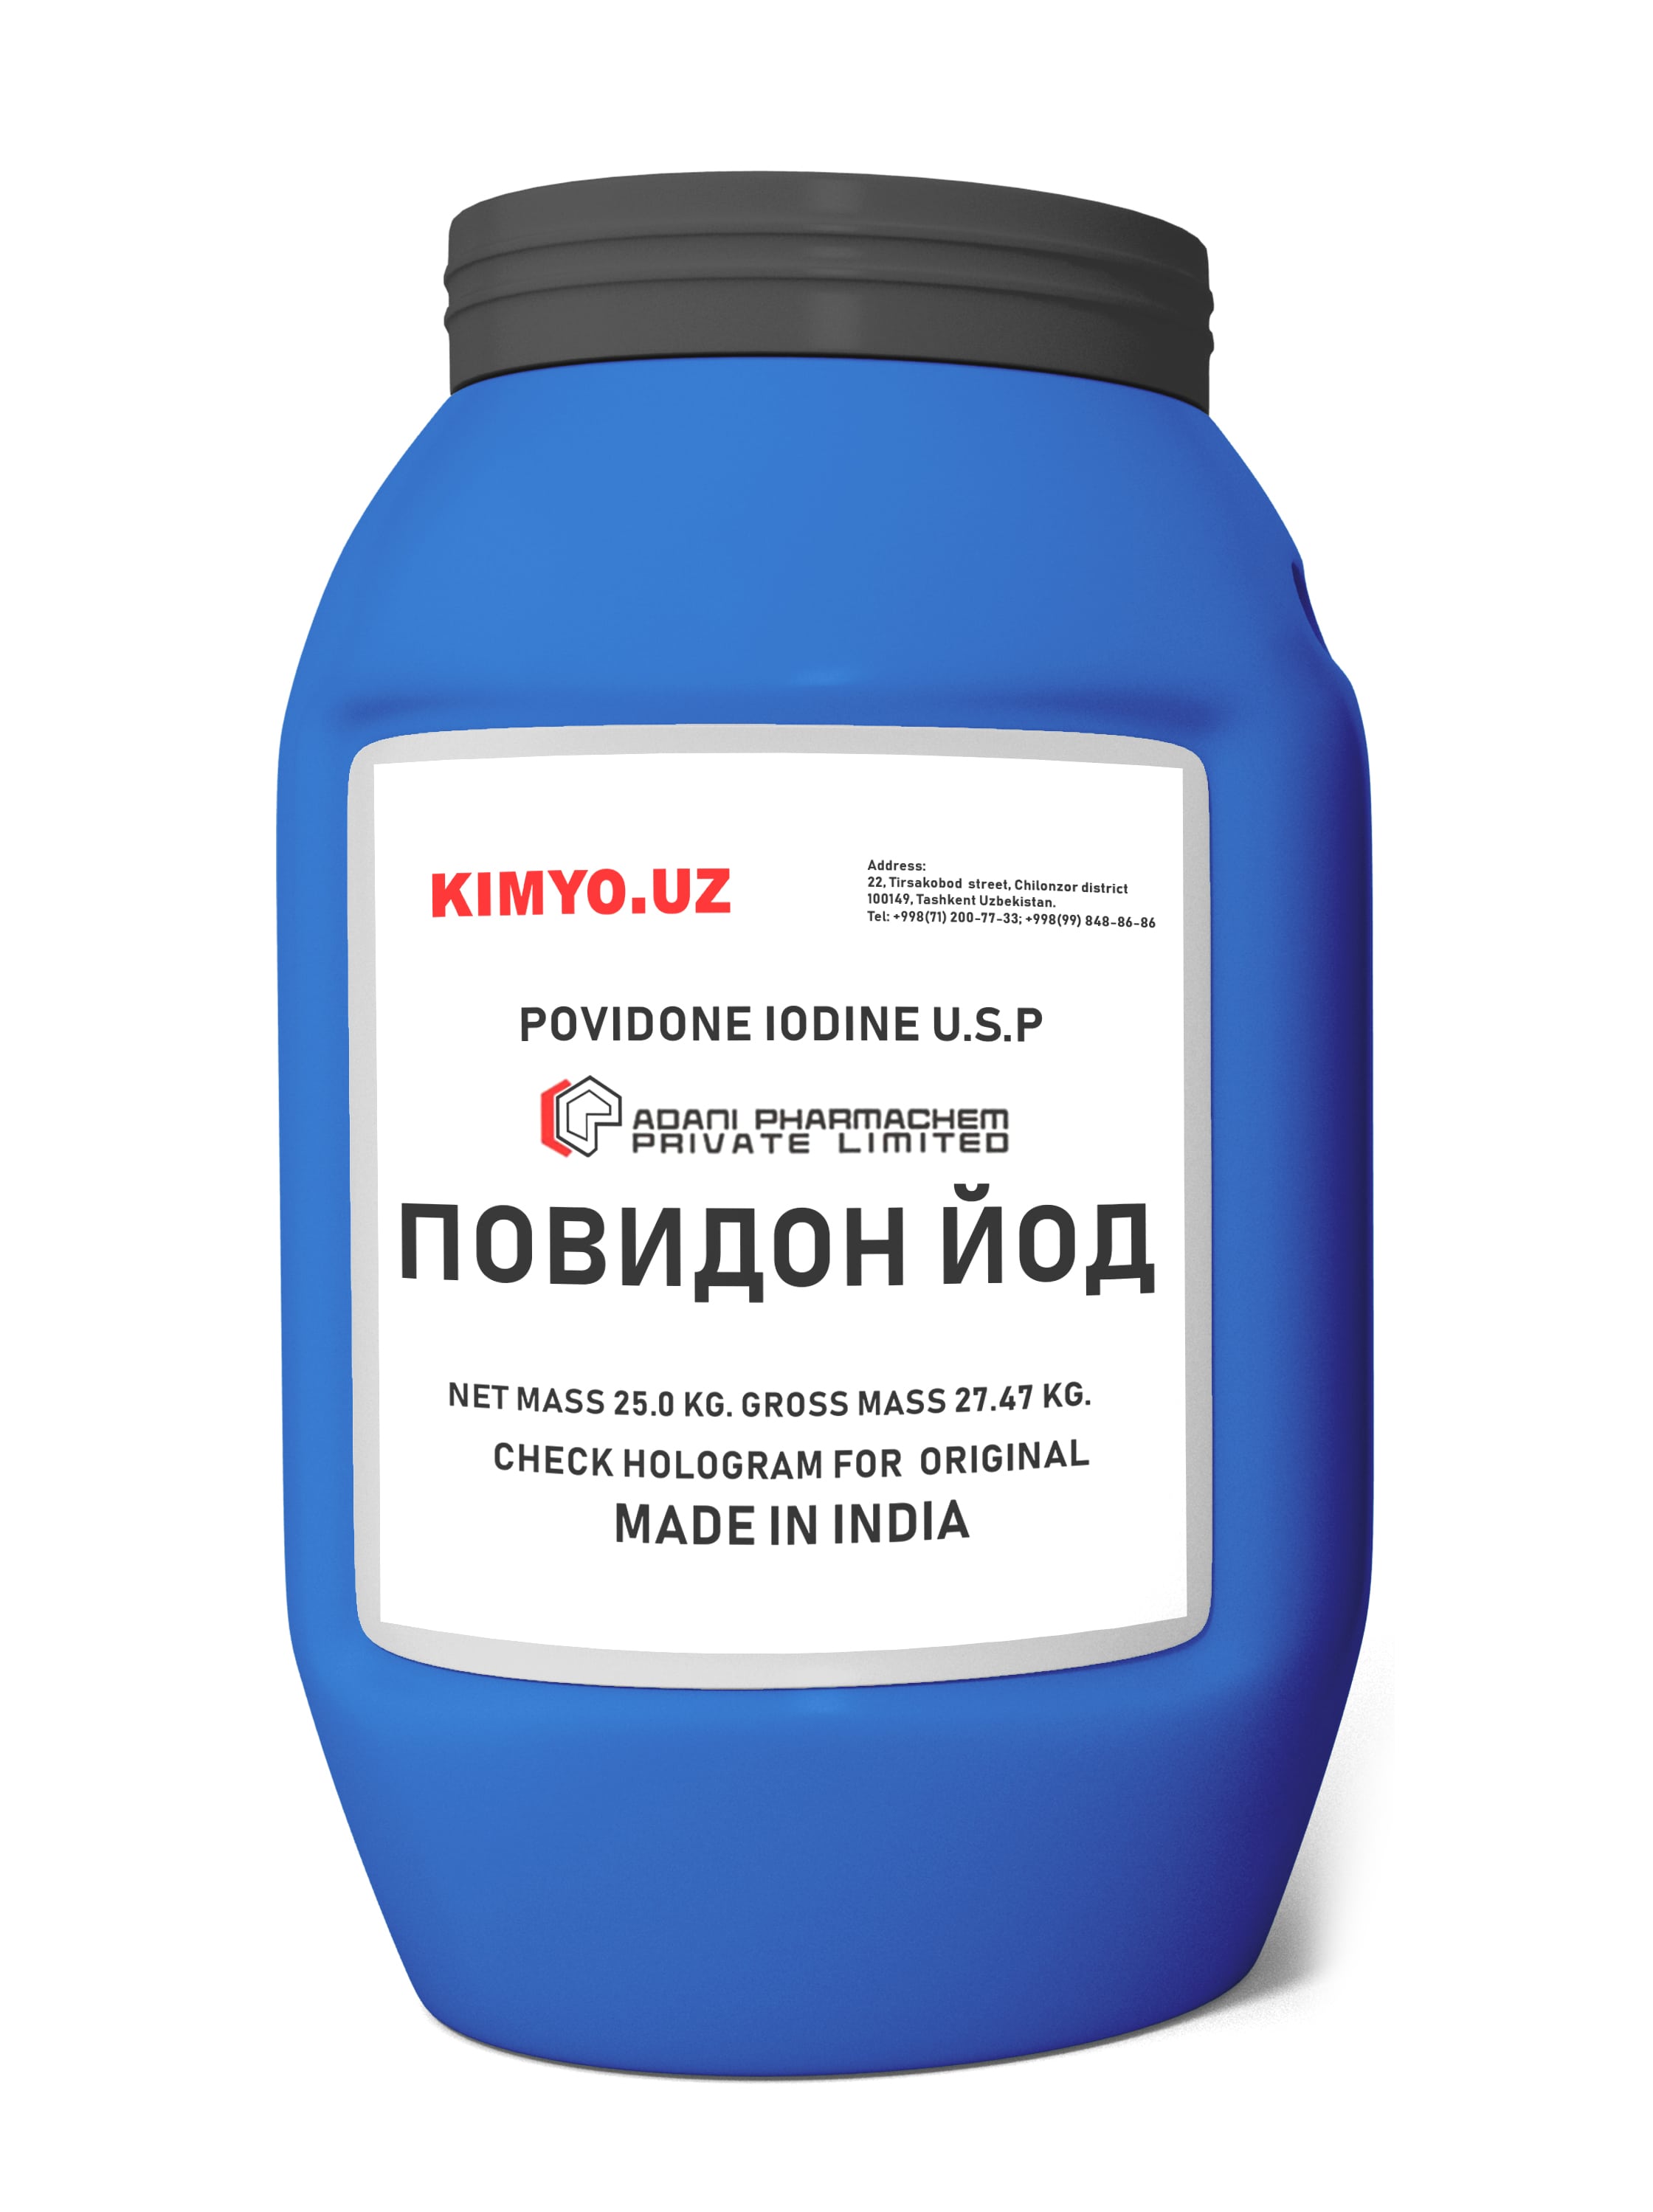 KIMYO.UZ
Address:
22, Tirsakobod street, Chilonzor district
100149, Tashkent Uzbekistan.
Tel: +998(71) 200-77-33; +998(99) 848-86-86
POVIDONE IODINE U.S.P
ADANI PHARMACHEM
PRIVATE LIMITED
ПОВИДОН ЙОД
NET MASS 25.0 KG. GROSS MASS 27.47 KG.
CHECK HOLOGRAM FOR ORIGINAL
MADE IN INDIA